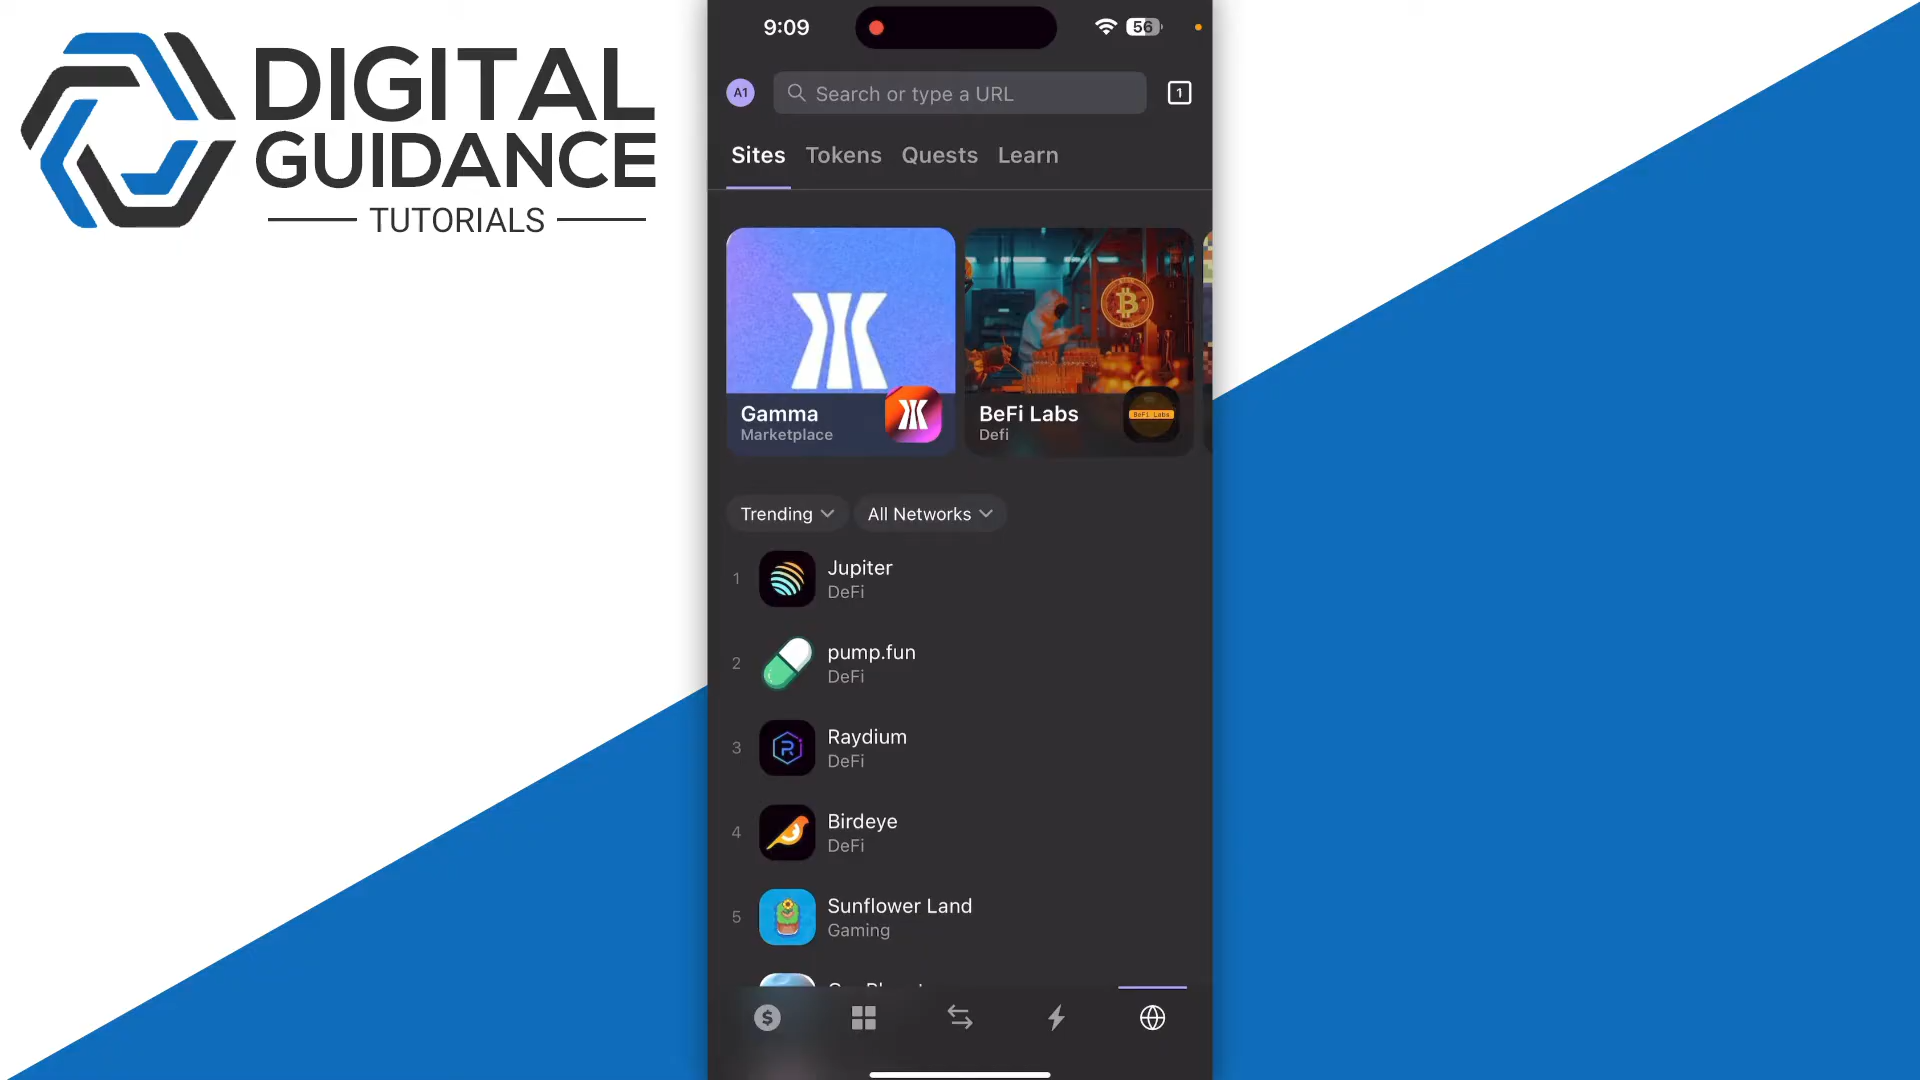 DIGITAL
GUIDANCE
TUTORIALS
9:09
56
A1
Search or type a URL
1
Sites Tokens Quests Learn
Gamma
Marketplace
BeFi Labs
BeFi Labs
Defi
Trending All Networks
1
Jupiter
DeFi
2
pump.fun
DeFi
3
Raydium
DeFi
4
Birdeye
DeFi
5
Sunflower Land
Gaming